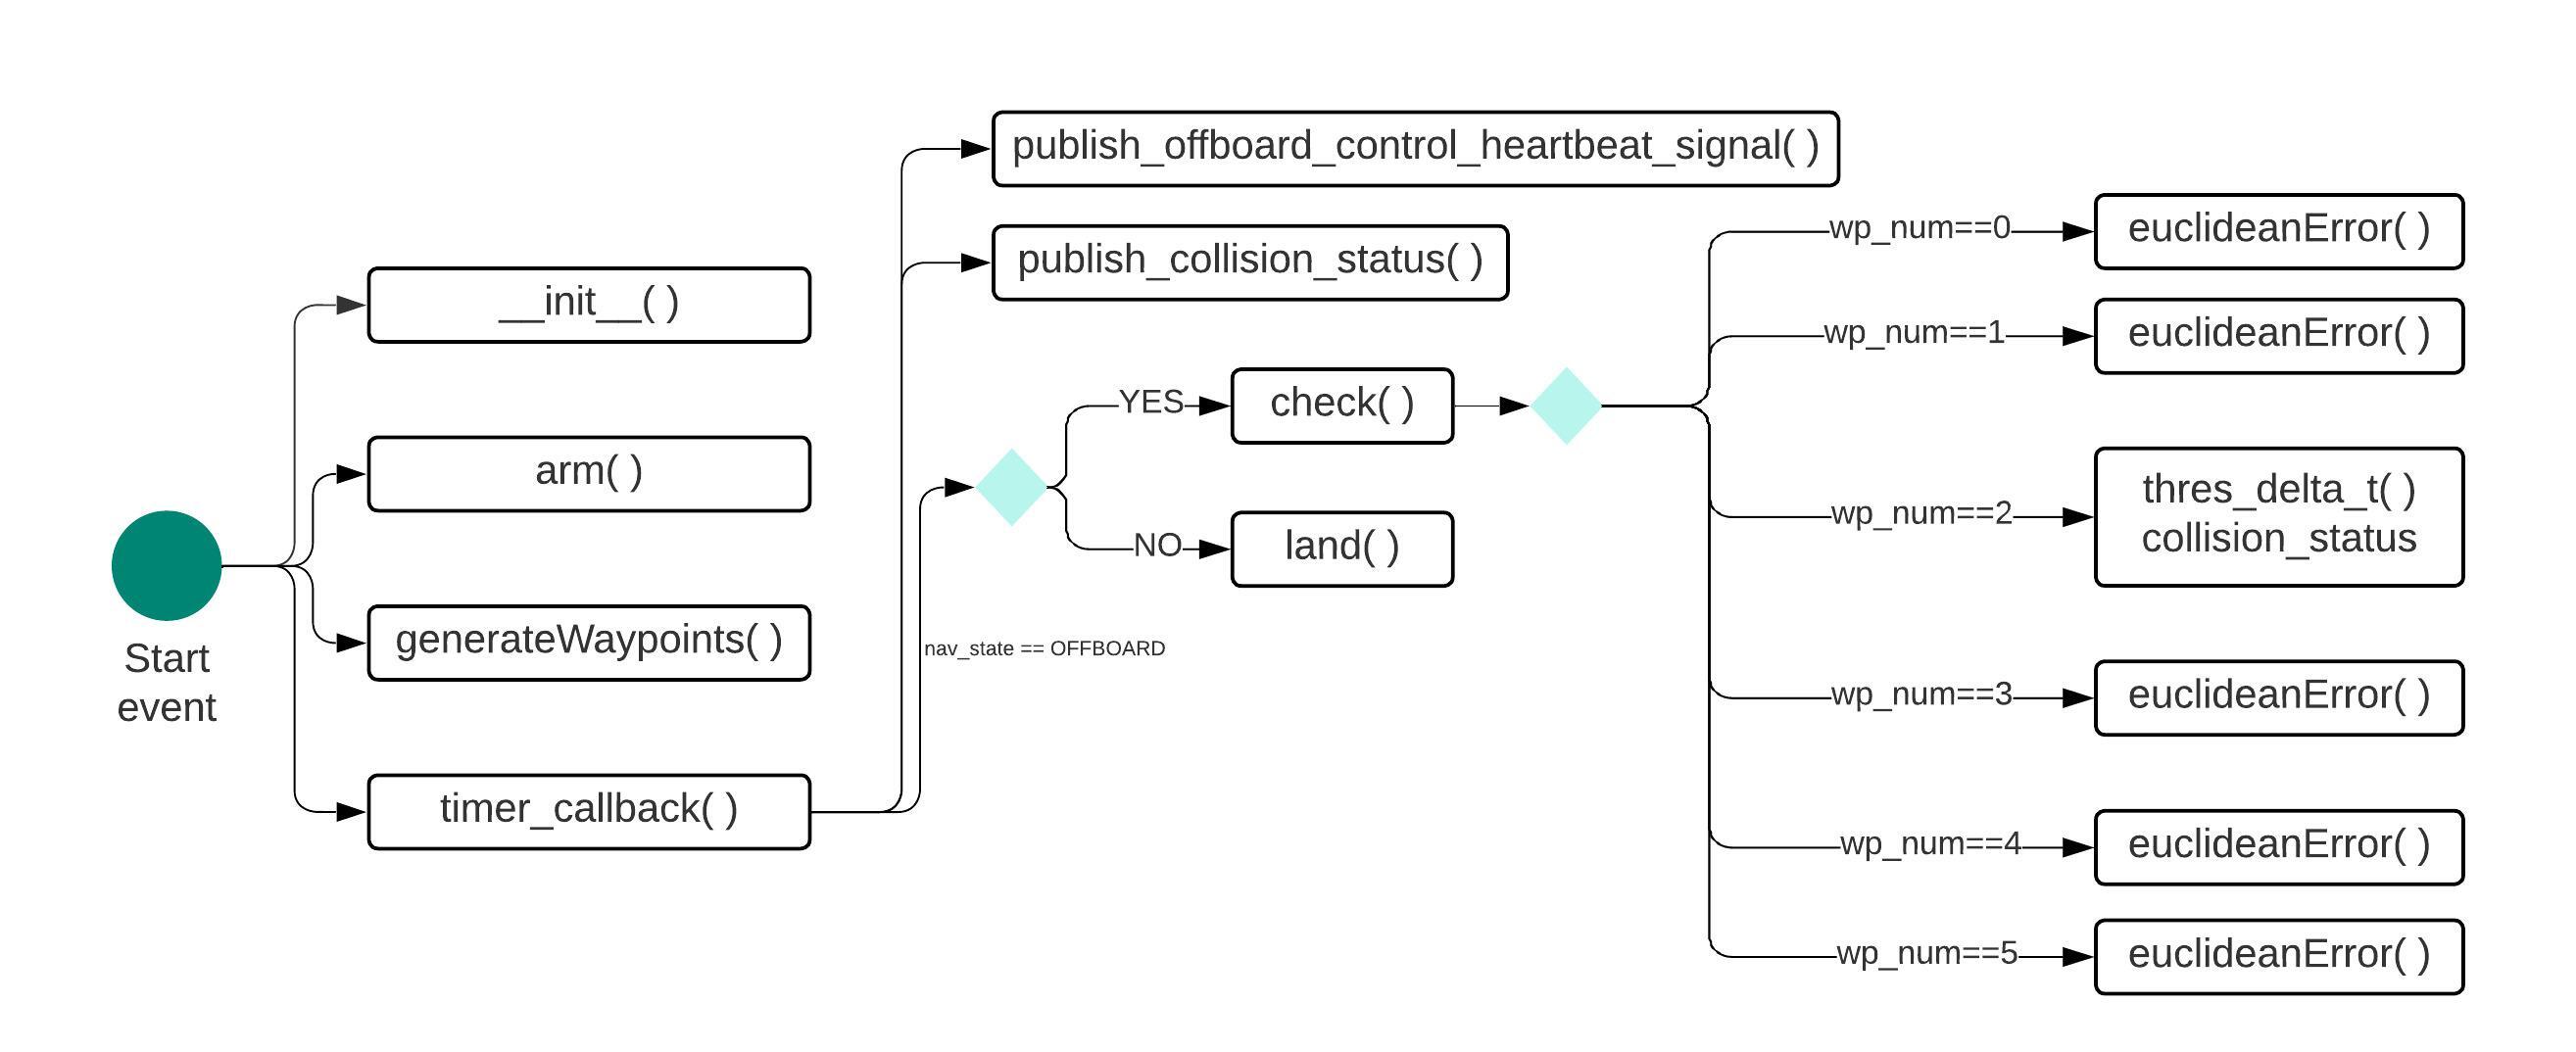 Start
event
__init__( )
arm( )
generateWaypoints( )
timer_callback( )
publish_offboard_control_heartbeat_signal( )
publish_collision_status( )
nav_state == OFFBOARD
YES
check( )
NO
land( )
wp_num==0
euclideanError( )
wp_num==1
euclideanError( )
wp_num==2
thres_delta_t( )
collision_status
wp_num==3
euclideanError( )
wp_num==4
euclideanError( )
wp_num==5
euclideanError( )